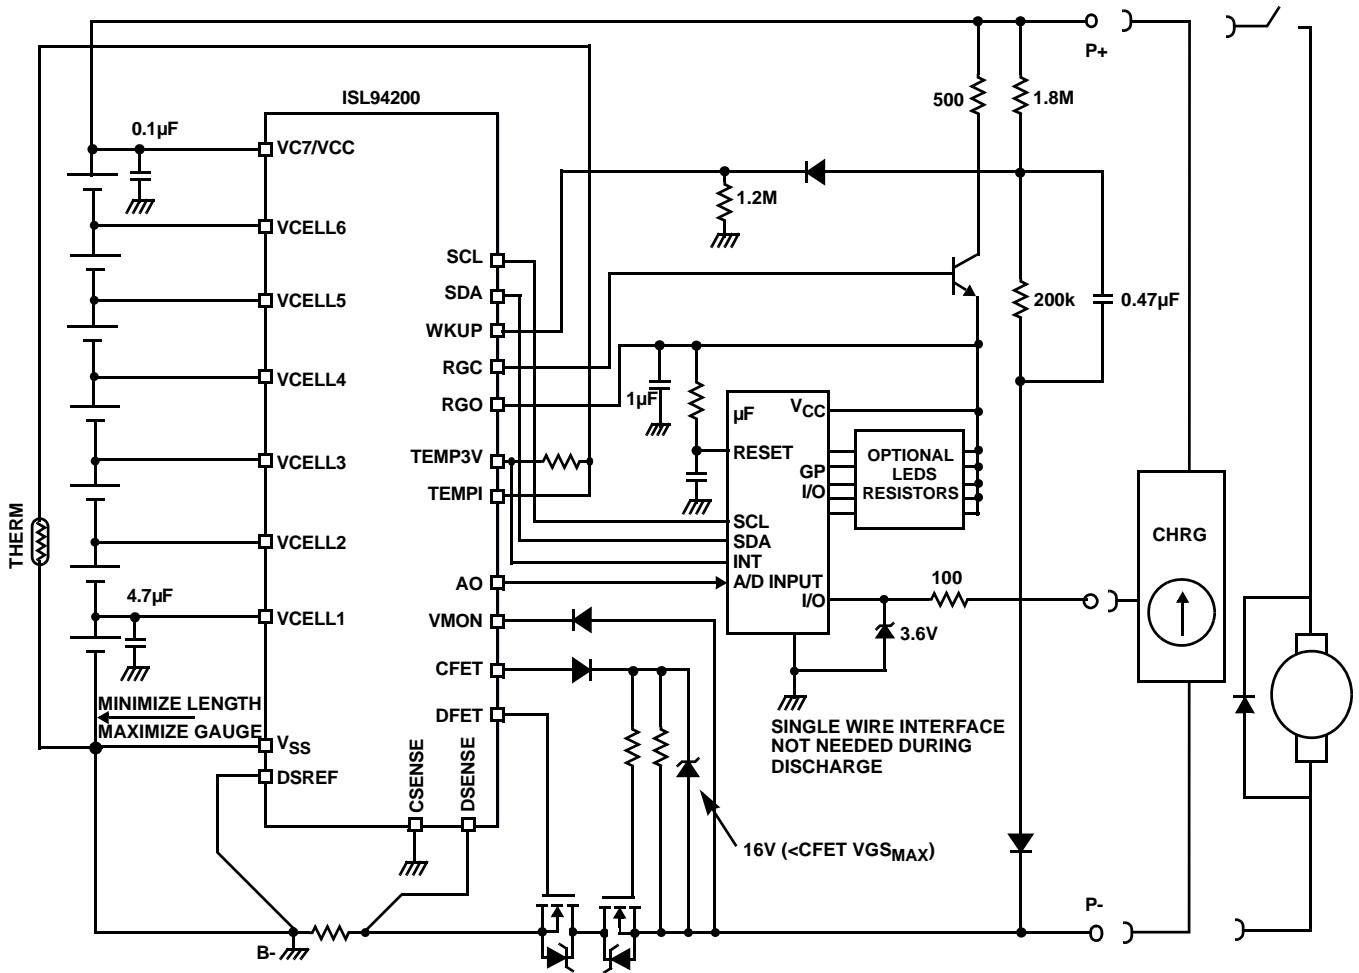 P+
ISL94200
500
1.8M
0.1µF
VC7/VCC
1.2M
VCELL6
SCL
SDA
WKUP
RGC
RGO
TEMP3V
TEMPI
AO
VMON
CFET
DFET
VCELL5
VCELL4
VCELL3
VCELL2
VCELL1
200k
0.47µF
1µF
µF
VCC
RESET
GP
I/O
SCL
SDA
INT
A/D INPUT
I/O
OPTIONAL
LEDS
RESISTORS
CHRG
THERM
4.7µF
100
3.6V
MINIMIZE LENGTH
MAXIMIZE GAUGE
VSS
DSREF
CSENSE
DSENSE
SINGLE WIRE INTERFACE
NOT NEEDED DURING
DISCHARGE
16V (<CFET VGSMAX)
P-
B-